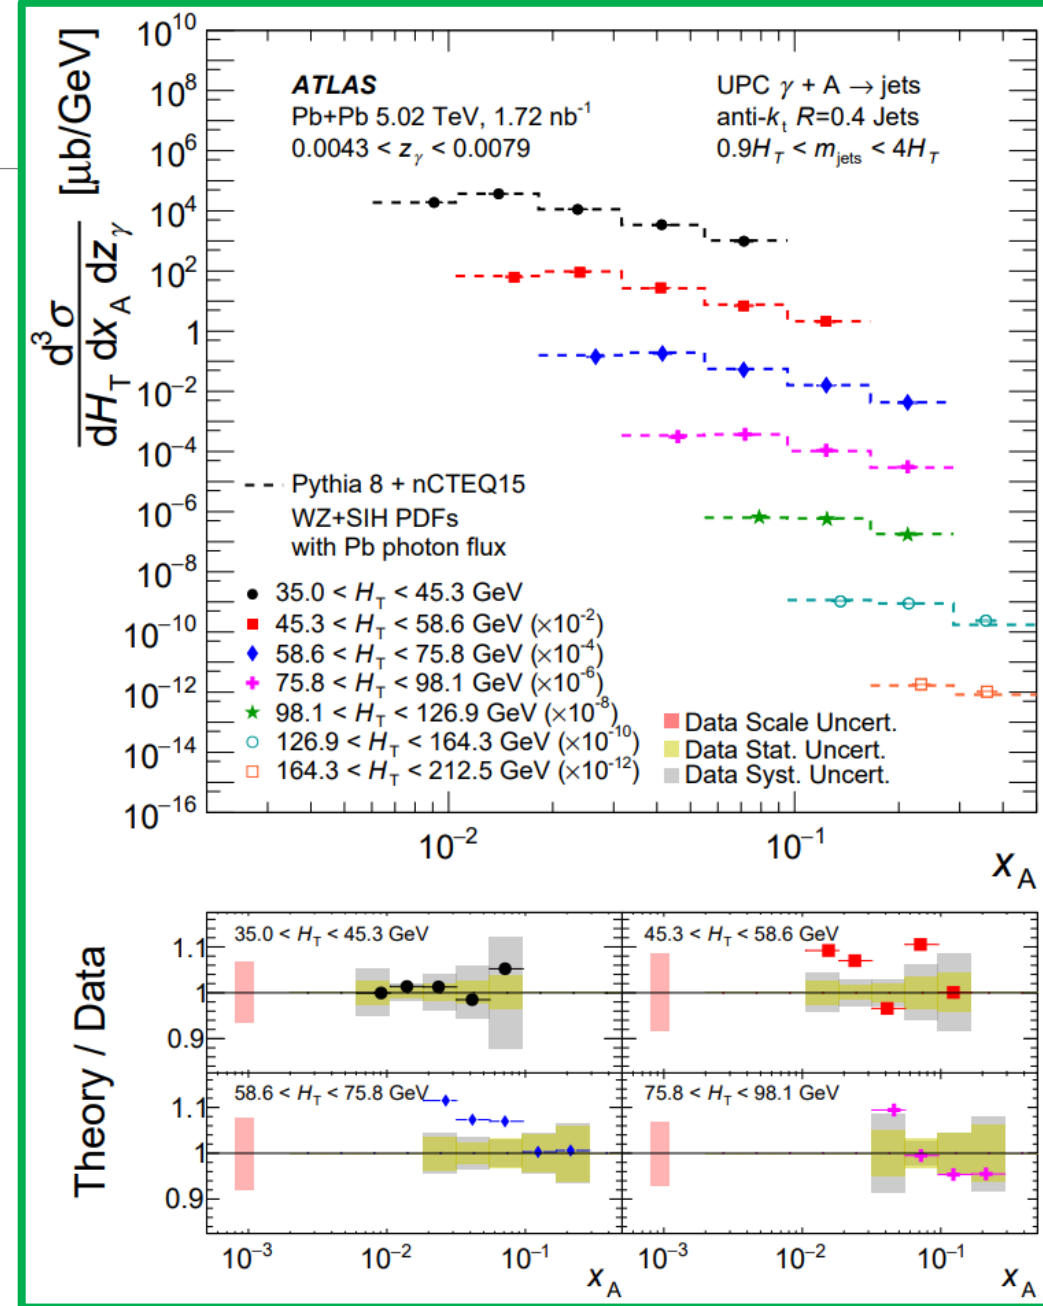 ATLAS
Pb+Pb 5.02 TeV, 1.72 nb⁻¹
0.0043 < z_γ < 0.0079
UPC γ + A → jets
anti-k_t R=0.4 Jets
0.9H_T < m_jets < 4H_T
d³σ / dH_T dx_A dz_γ [μb/GeV]
10¹⁰
10⁸
10⁶
10⁴
10²
1
10⁻²
10⁻⁴
10⁻⁶
10⁻⁸
10⁻¹⁰
10⁻¹²
10⁻¹⁴
10⁻¹⁶
Pythia 8 + nCTEQ15
WZ+SIH PDFs
with Pb photon flux
35.0 < H_T < 45.3 GeV
45.3 < H_T < 58.6 GeV (×10⁻²)
58.6 < H_T < 75.8 GeV (×10⁻⁴)
75.8 < H_T < 98.1 GeV (×10⁻⁶)
98.1 < H_T < 126.9 GeV (×10⁻⁸)
126.9 < H_T < 164.3 GeV (×10⁻¹⁰)
164.3 < H_T < 212.5 GeV (×10⁻¹²)
Data Scale Uncert.
Data Stat. Uncert.
Data Syst. Uncert.
10⁻² 10⁻¹
x_A
Theory / Data
35.0 < H_T < 45.3 GeV
45.3 < H_T < 58.6 GeV
1.1
1
0.9
58.6 < H_T < 75.8 GeV
75.8 < H_T < 98.1 GeV
1.1
1
0.9
10⁻³ 10⁻² 10⁻¹ 10⁻³ 10⁻² 10⁻¹
x_A x_A